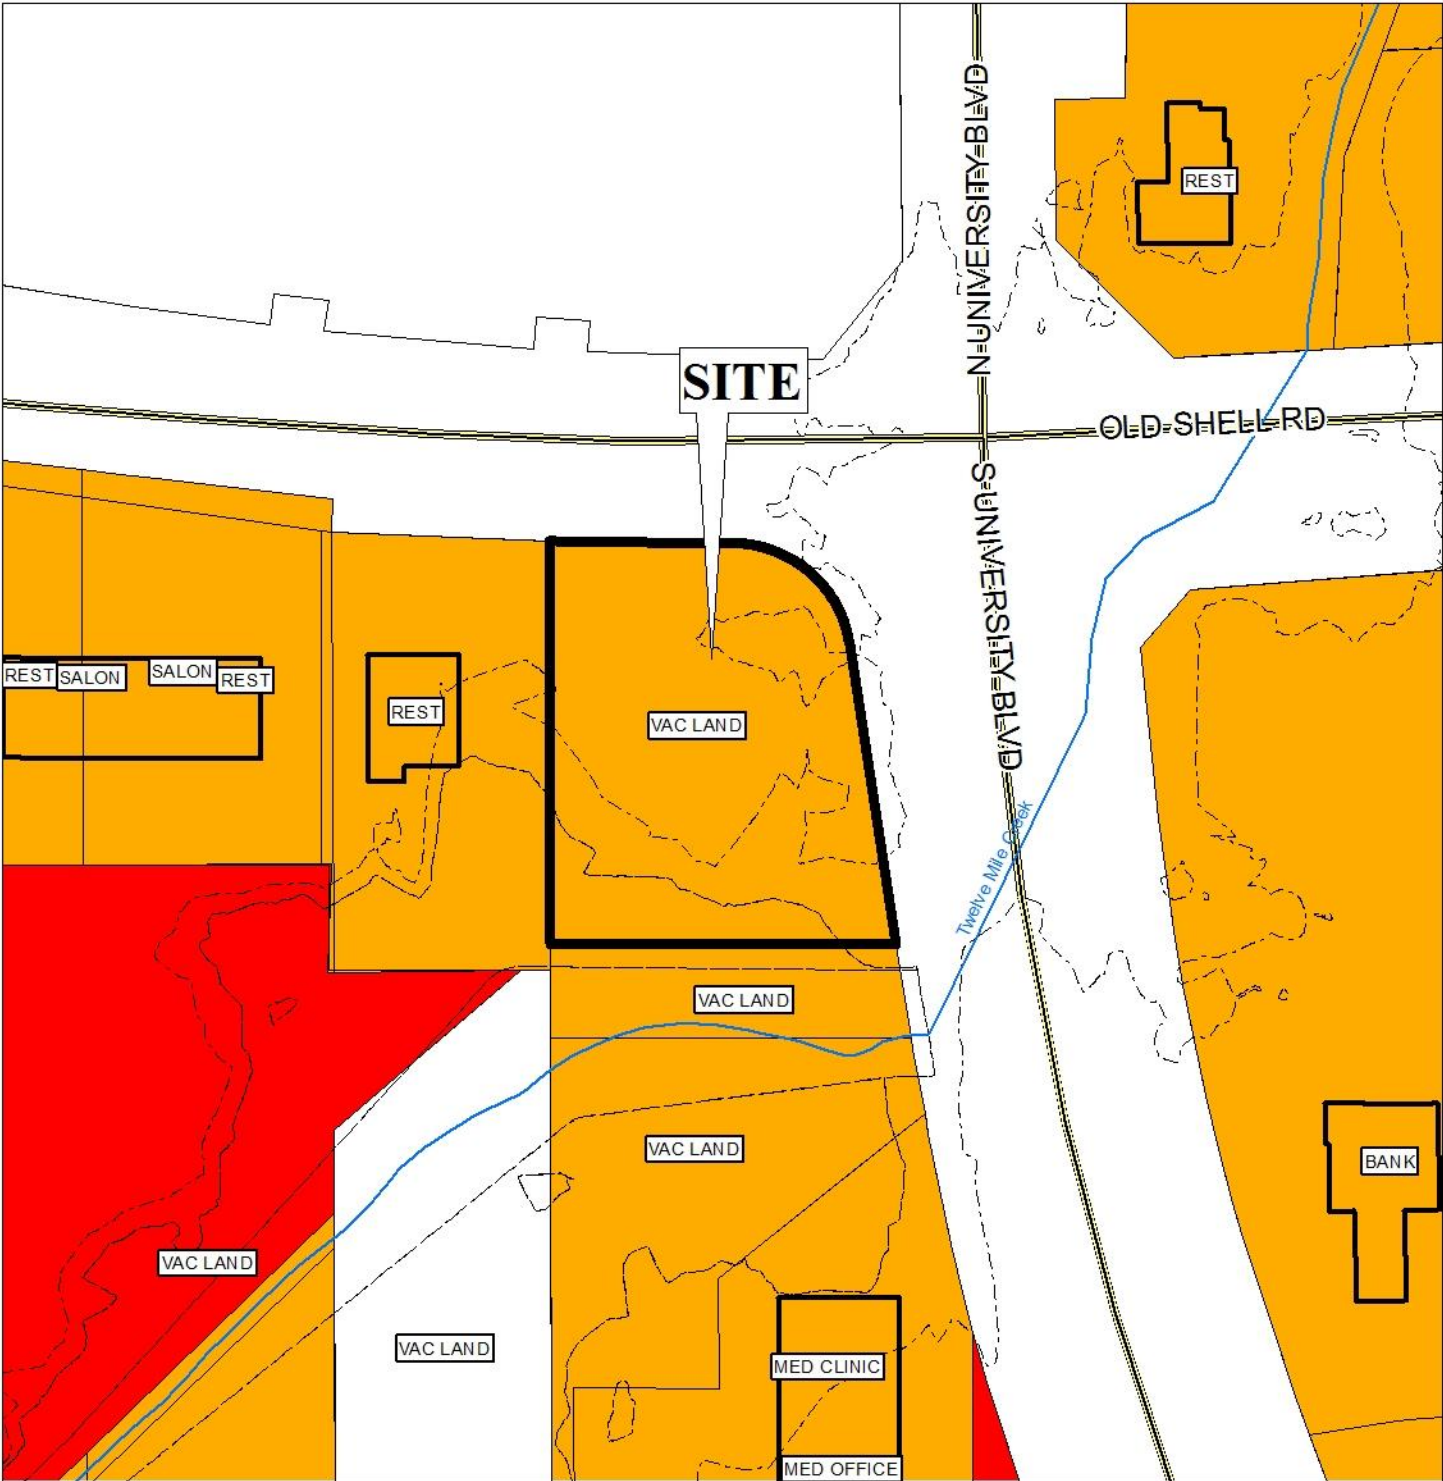 N UNIVERSITY BLVD
REST
SITE
OLD SHELL RD
S UNIVERSITY BLVD
REST
SALON
SALON
REST
REST
VAC LAND
Twelve Mile Creek
VAC LAND
VAC LAND
BANK
VAC LAND
VAC LAND
MED CLINIC
MED OFFICE